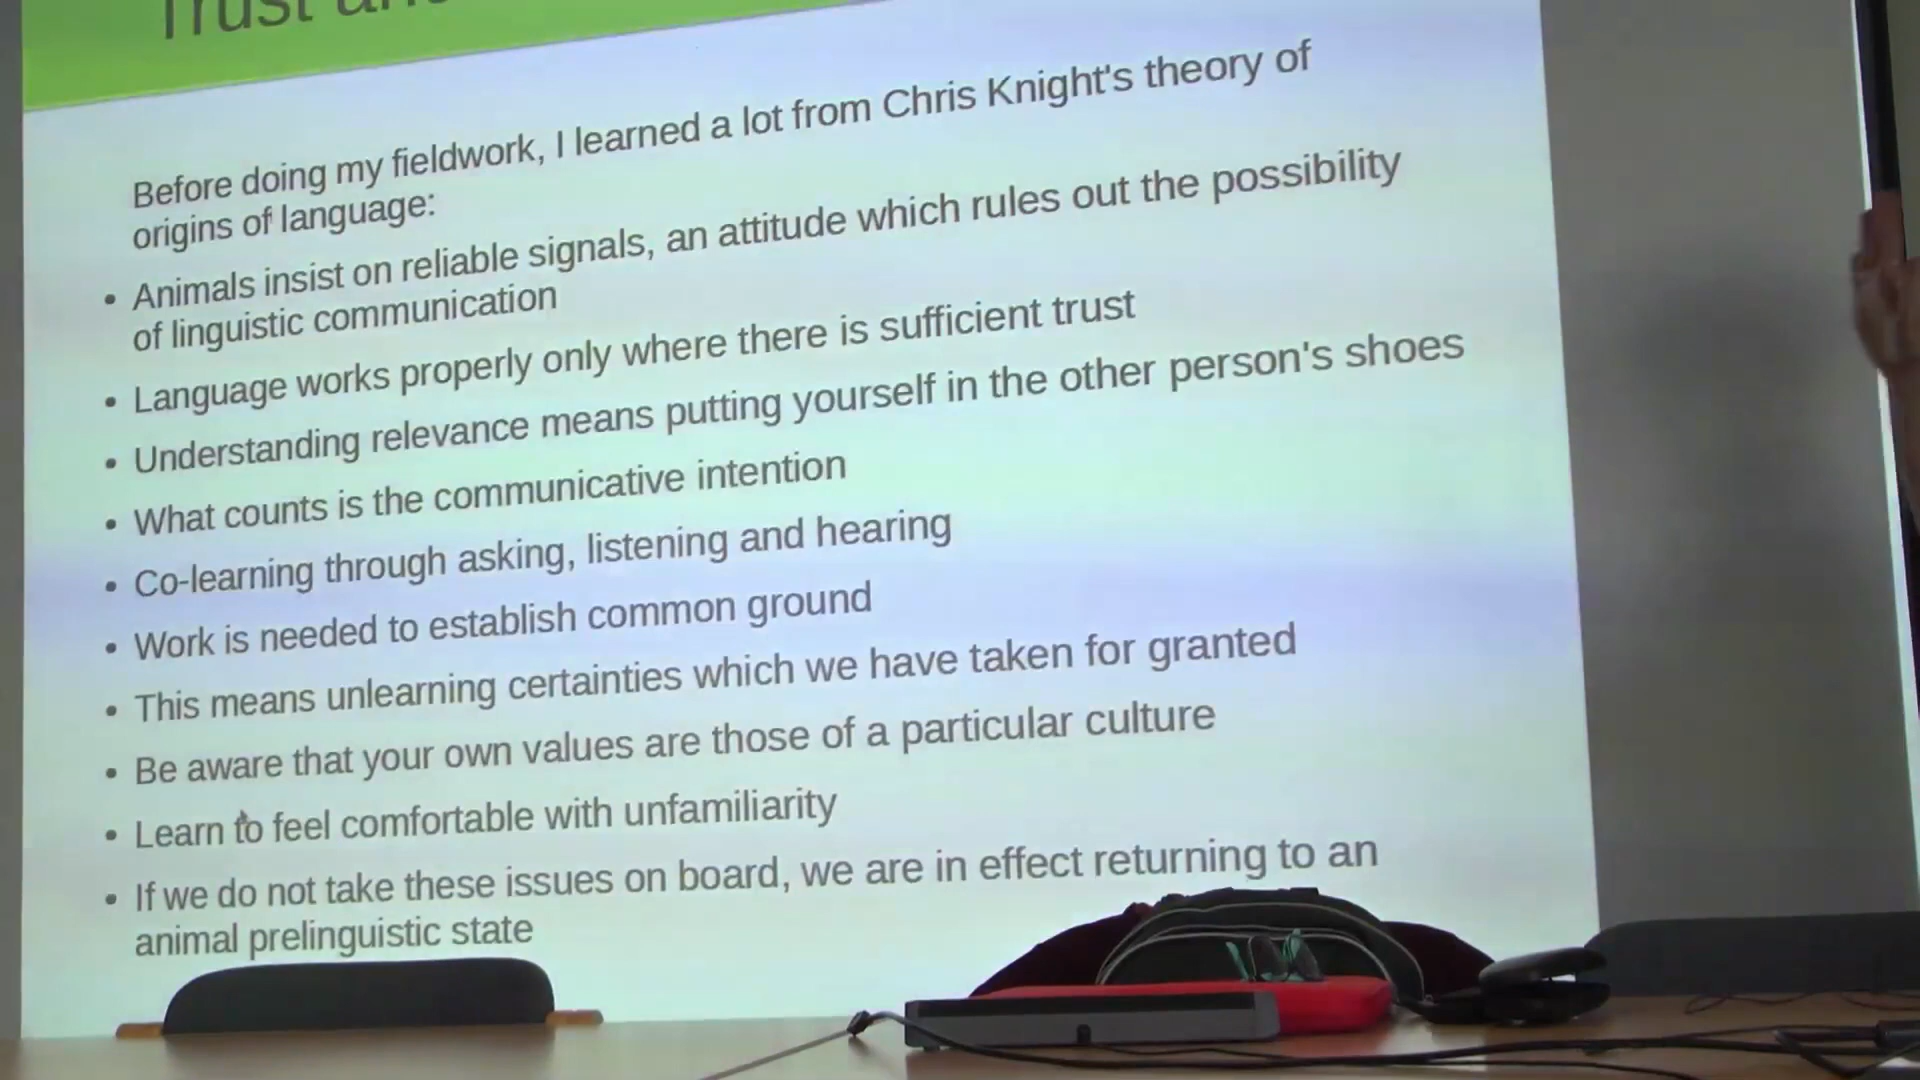 Trust
Before doing my fieldwork, I learned a lot from Chris Knight's theory of
origins of language:
• Animals insist on reliable signals, an attitude which rules out the possibility
of linguistic communication
• Language works properly only where there is sufficient trust
• Understanding relevance means putting yourself in the other person's shoes
• What counts is the communicative intention
• Co-learning through asking, listening and hearing
• Work is needed to establish common ground
• This means unlearning certainties which we have taken for granted
• Be aware that your own values are those of a particular culture
• Learn to feel comfortable with unfamiliarity
• If we do not take these issues on board, we are in effect returning to an
animal prelinguistic state